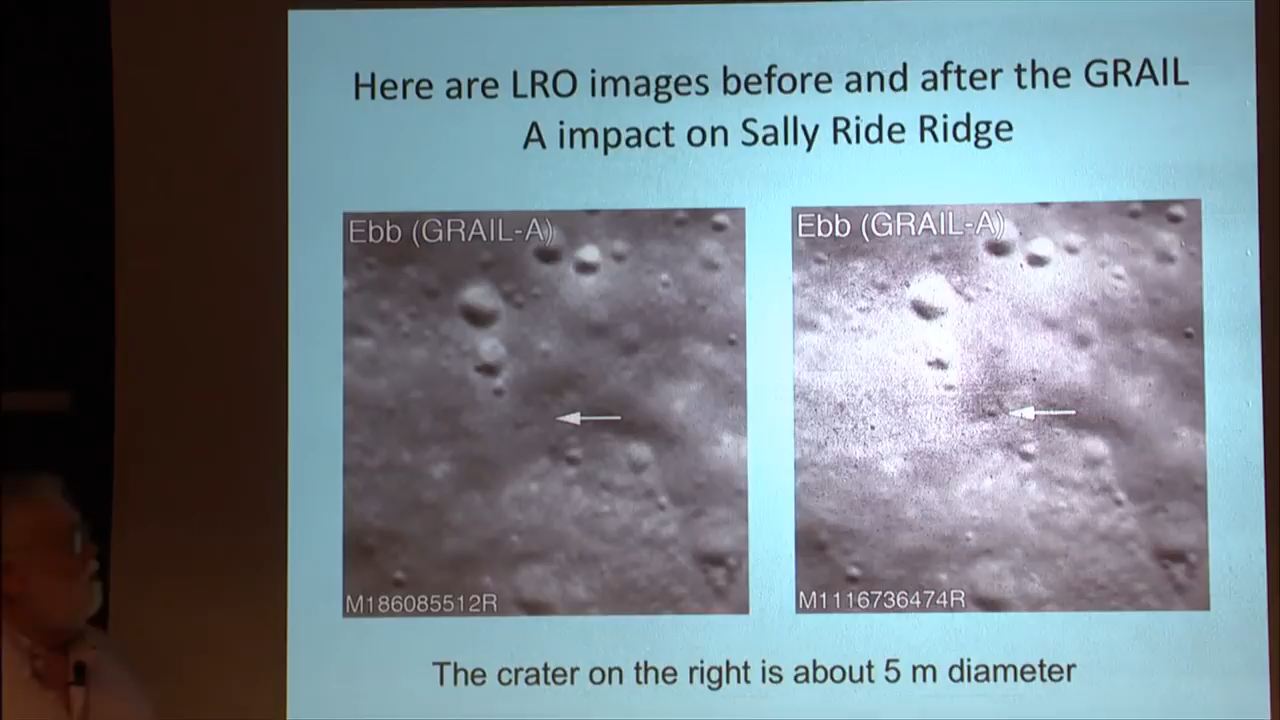 Here are LRO images before and after the GRAIL
A impact on Sally Ride Ridge
Ebb (GRAIL-A)
Ebb (GRAIL-A)
M186085512R
M1116736474R
The crater on the right is about 5 m diameter